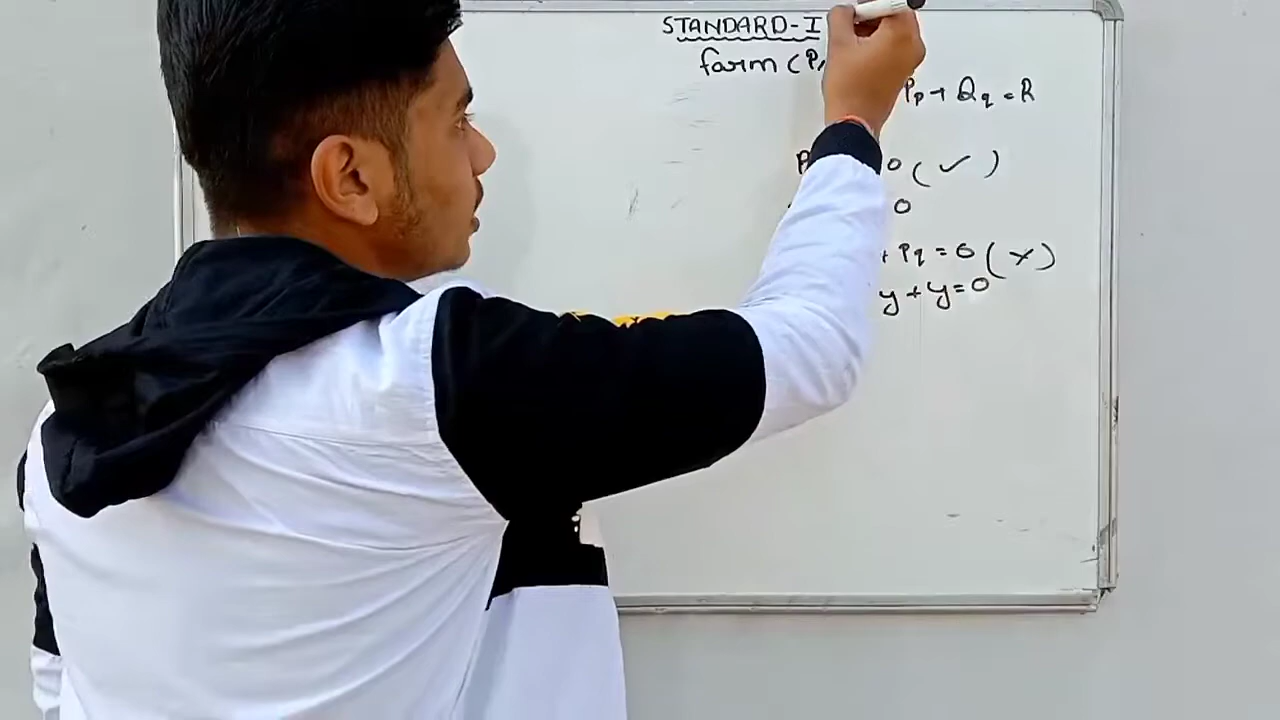 STANDARD-I
form (P,
Pp + Qq = R
0 ( ✓ )
0
+ Pq = 0 ( × )
y + y = 0